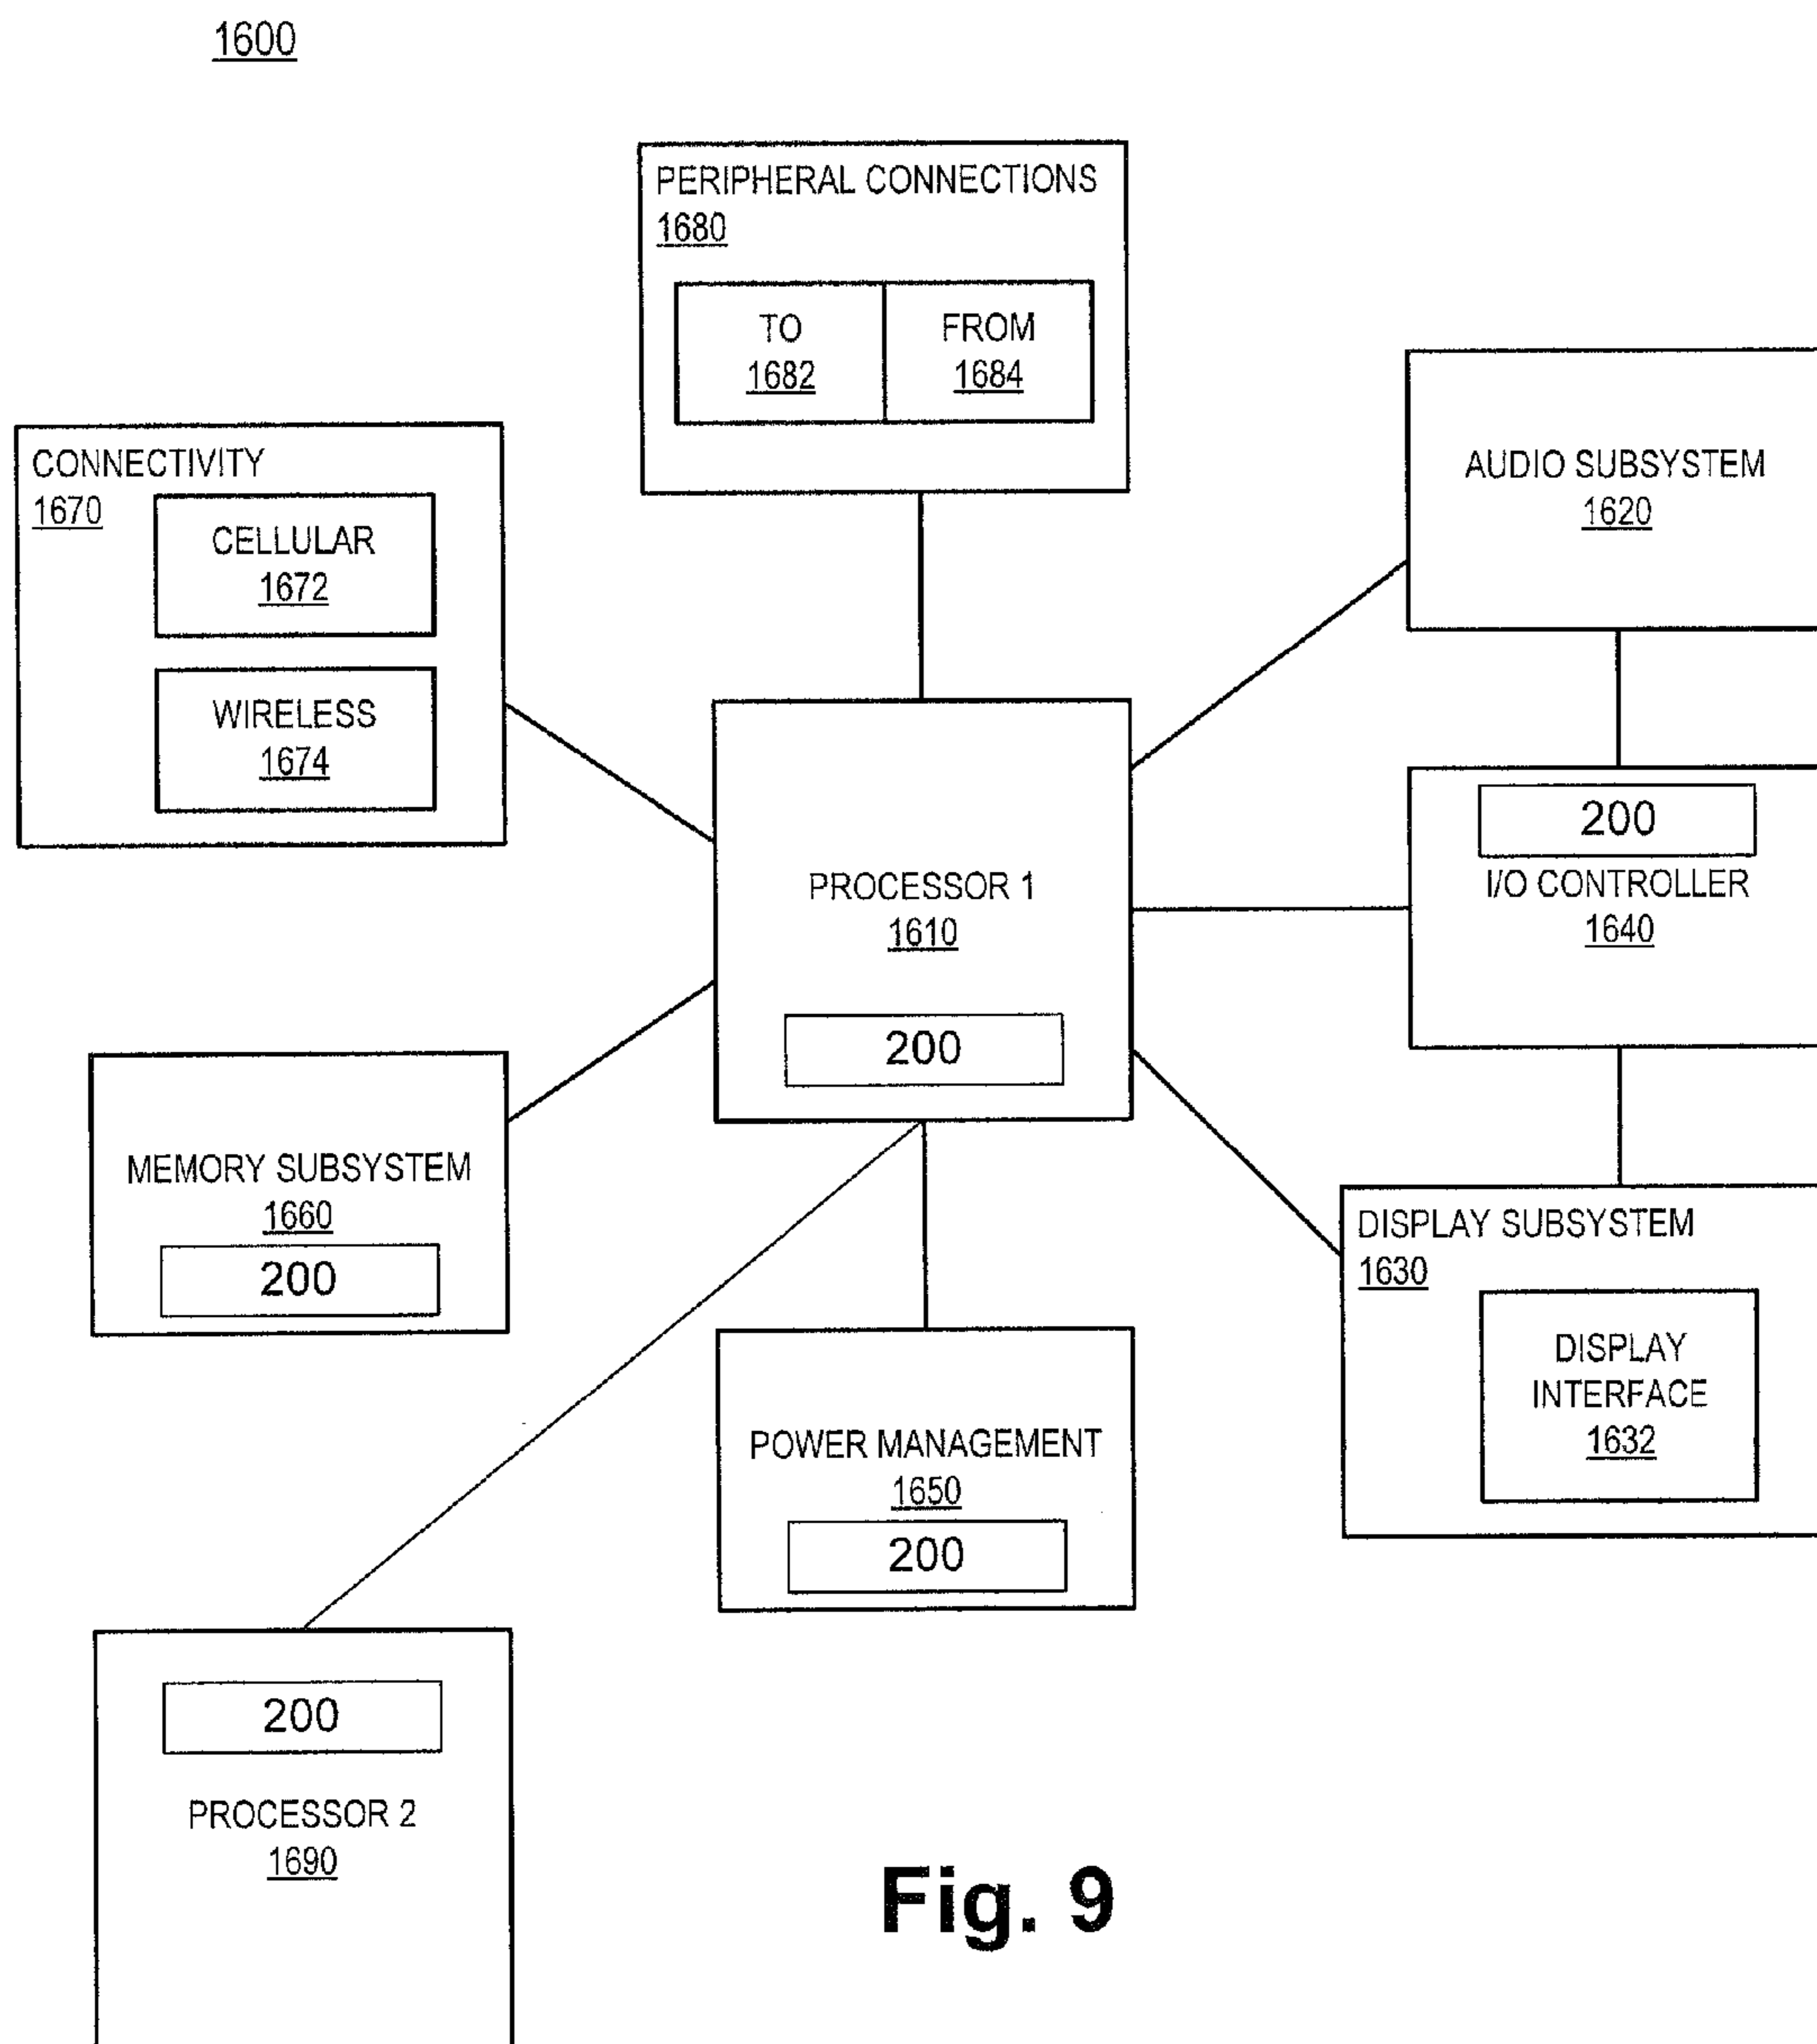 1600
PERIPHERAL CONNECTIONS
1680
TO
1682
FROM
1684
CONNECTIVITY
1670
CELLULAR
1672
WIRELESS
1674
AUDIO SUBSYSTEM
1620
PROCESSOR 1
1610
200
200
I/O CONTROLLER
1640
MEMORY SUBSYSTEM
1660
200
DISPLAY SUBSYSTEM
1630
DISPLAY
INTERFACE
1632
POWER MANAGEMENT
1650
200
200
PROCESSOR 2
1690
Fig. 9